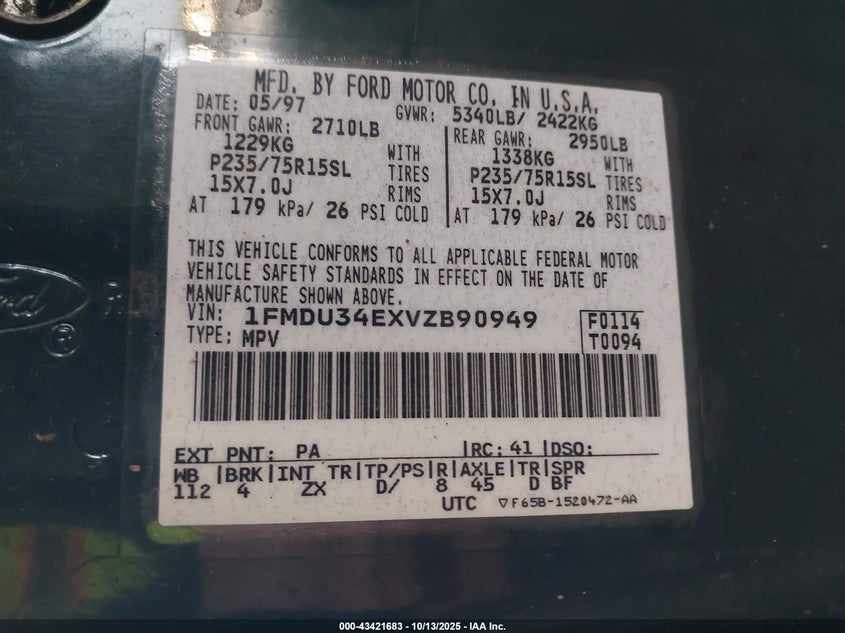 MFD. BY FORD MOTOR CO. IN U.S.A.
DATE: 05/97 GVWR: 5340LB/ 2422KG
FRONT GAWR: 2710LB REAR GAWR: 2950LB
1229KG WITH 1338KG WITH
P235/75R15SL TIRES P235/75R15SL TIRES
15X7.0J RIMS 15X7.0J RIMS
AT 179 kPa/ 26 PSI COLD AT 179 kPa/ 26 PSI COLD
THIS VEHICLE CONFORMS TO ALL APPLICABLE FEDERAL MOTOR
VEHICLE SAFETY STANDARDS IN EFFECT ON THE DATE OF
MANUFACTURE SHOWN ABOVE.
VIN: 1FMDU34EXVZB90949 F0114
TYPE: MPV T0094
Ford R
®
EXT PNT: PA RC: 41 DSO:
WB BRK INT TR TP/PS R AXLE TR SPR
112 4 ZX D/ 8 45 D BF
UTC ▽F65B-1520472-AA
000-43421683 - 10/13/2025 - IAA Inc.